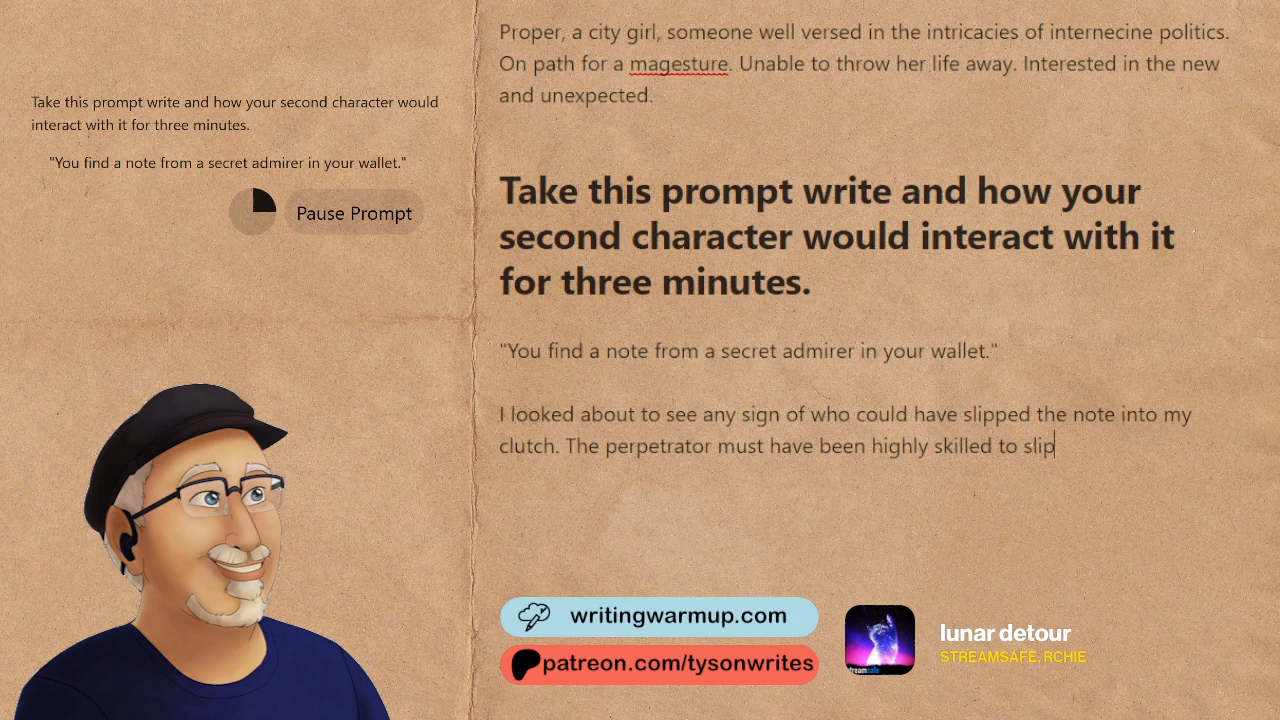 Take this prompt write and how your second character would
interact with it for three minutes.
"You find a note from a secret admirer in your wallet."
Pause Prompt
Proper, a city girl, someone well versed in the intricacies of internecine politics.
On path for a magesture. Unable to throw her life away. Interested in the new
and unexpected.
Take this prompt write and how your
second character would interact with it
for three minutes.
"You find a note from a secret admirer in your wallet."
I looked about to see any sign of who could have slipped the note into my
clutch. The perpetrator must have been highly skilled to slip
writingwarmup.com
patreon.com/tysonwrites
lunar detour
STREAMSAFE, RCHIE